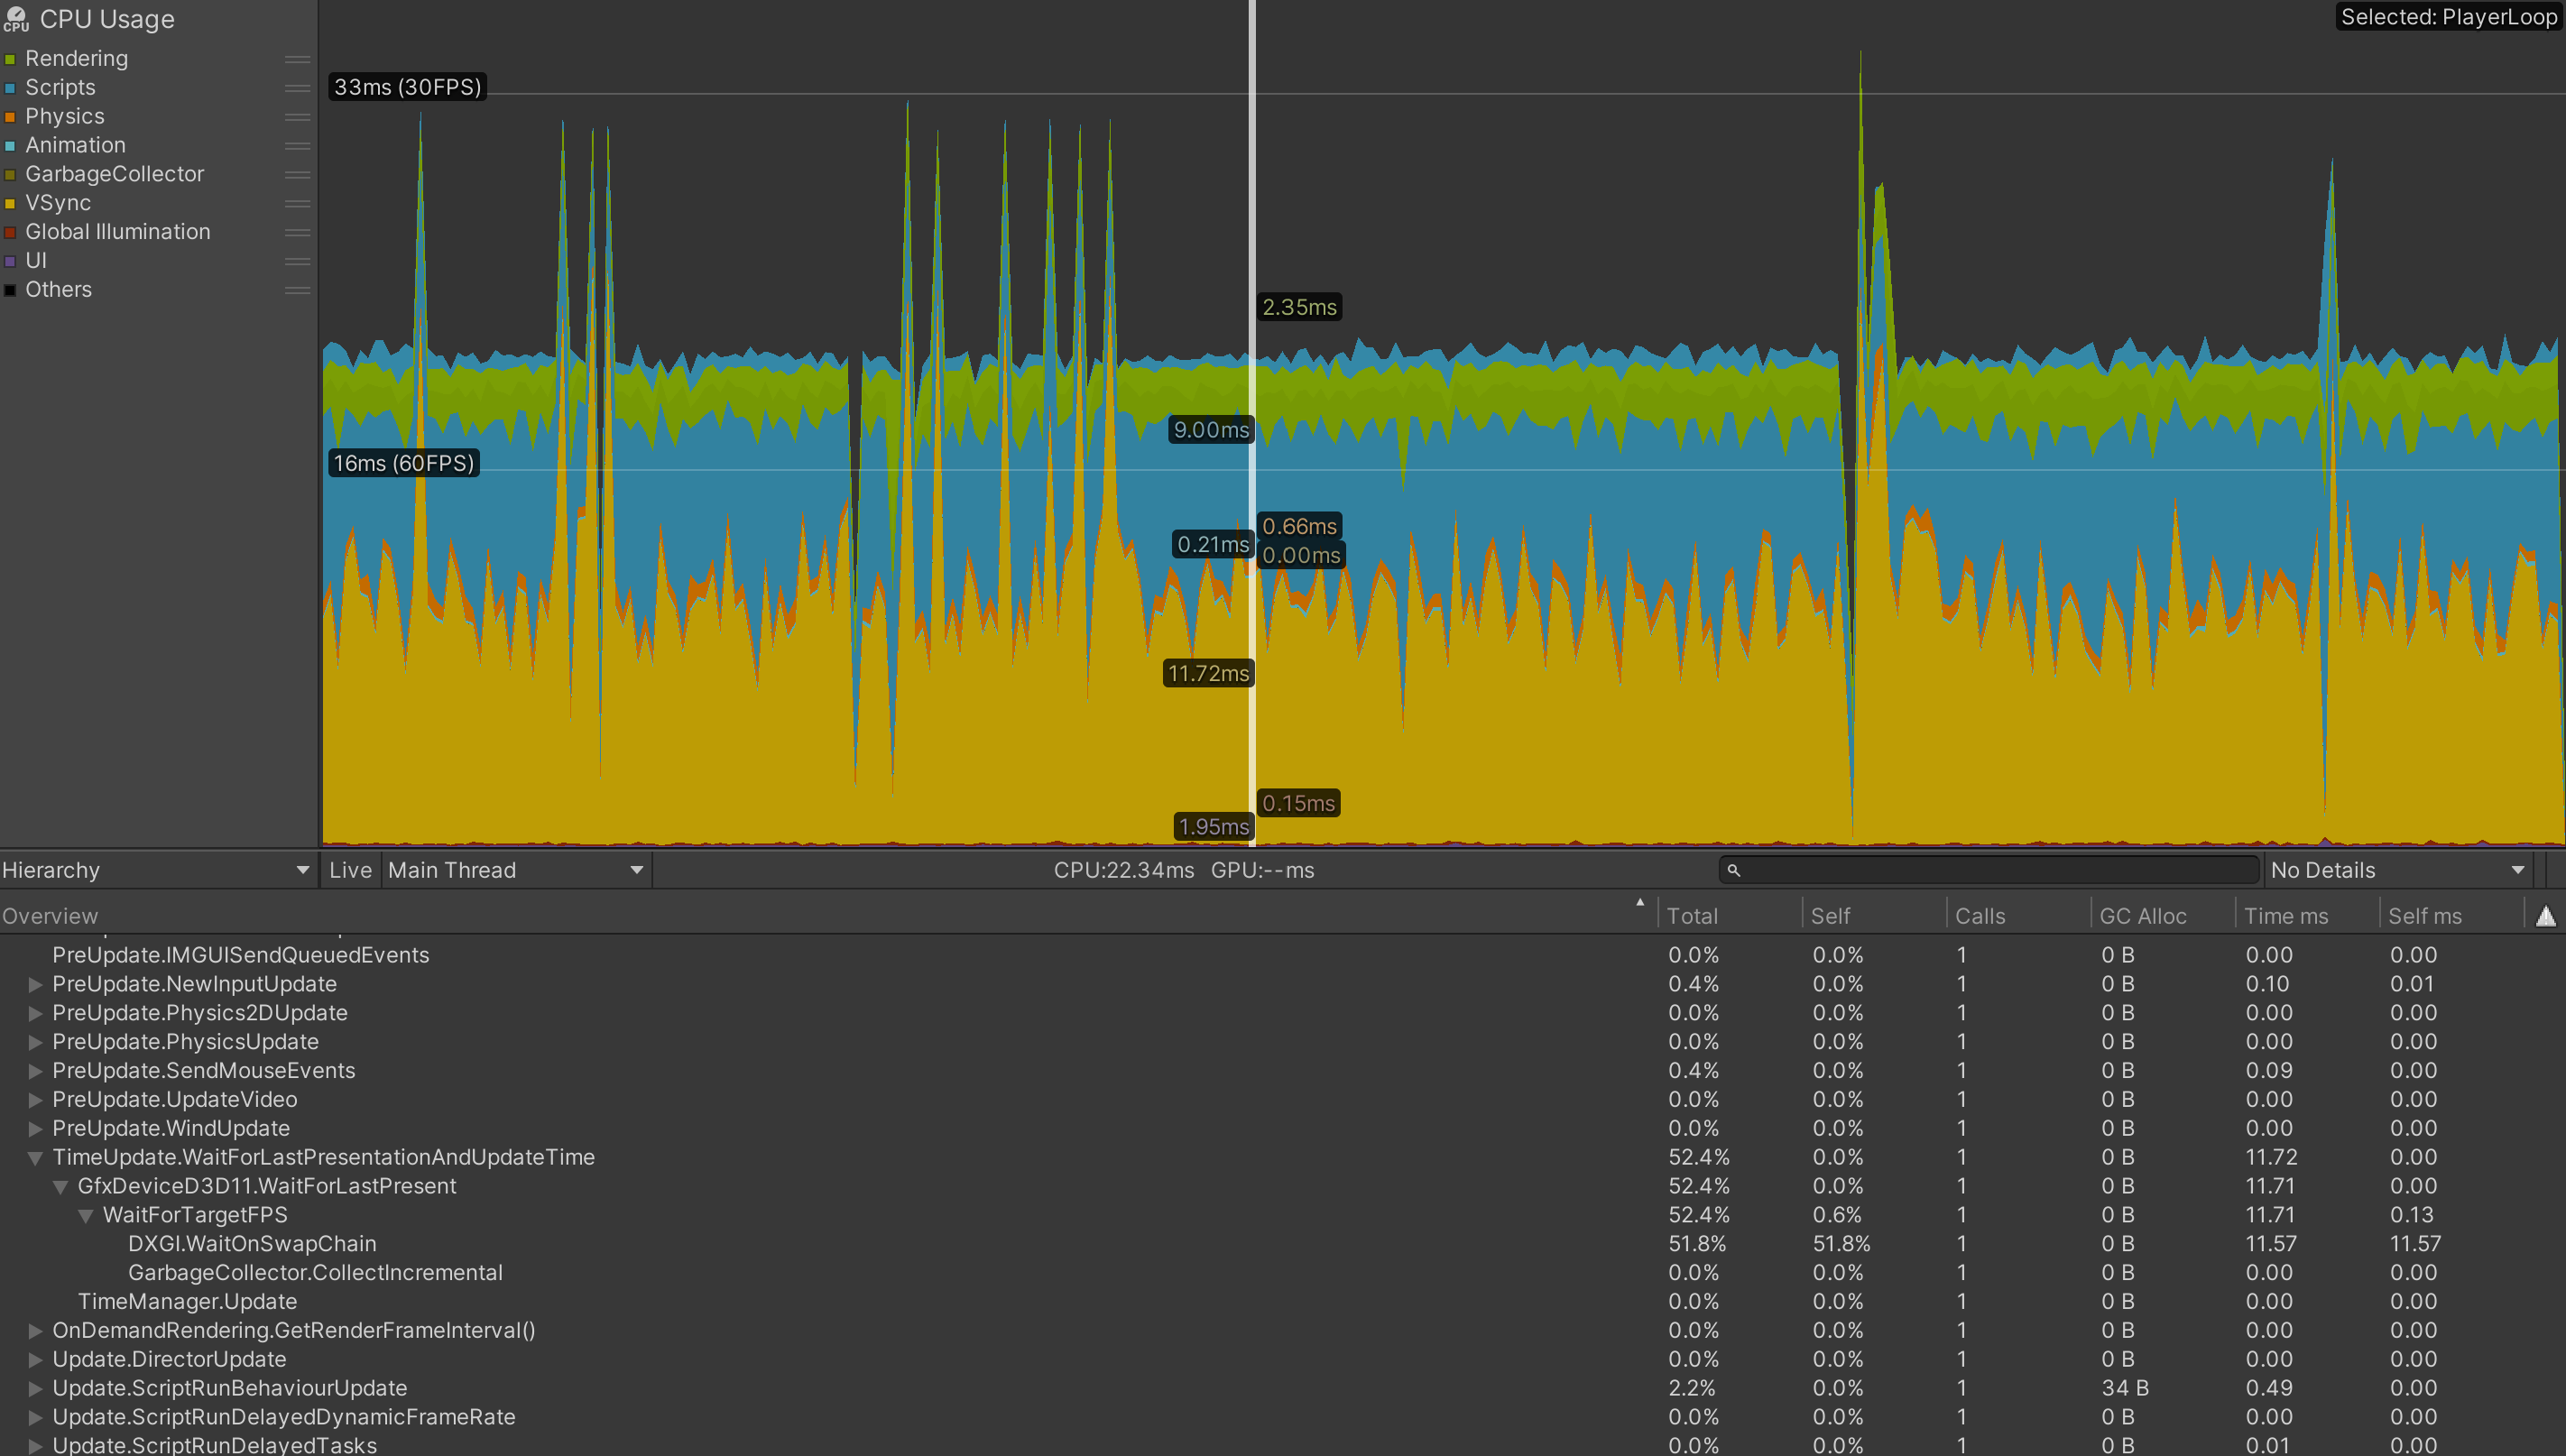 CPU CPU Usage
Selected: PlayerLoop
Rendering
Scripts
Physics
Animation
GarbageCollector
VSync
Global Illumination
UI
Others
33ms (30FPS)
16ms (60FPS)
2.35ms
9.00ms
0.66ms
0.21ms
0.00ms
11.72ms
0.15ms
1.95ms
Hierarchy Live Main Thread CPU:22.34ms GPU:--ms No Details
Overview Total Self Calls GC Alloc Time ms Self ms
PreUpdate.IMGUISendQueuedEvents 0.0% 0.0% 1 0 B 0.00 0.00
PreUpdate.NewInputUpdate 0.4% 0.0% 1 0 B 0.10 0.01
PreUpdate.Physics2DUpdate 0.0% 0.0% 1 0 B 0.00 0.00
PreUpdate.PhysicsUpdate 0.0% 0.0% 1 0 B 0.00 0.00
PreUpdate.SendMouseEvents 0.4% 0.0% 1 0 B 0.09 0.00
PreUpdate.UpdateVideo 0.0% 0.0% 1 0 B 0.00 0.00
PreUpdate.WindUpdate 0.0% 0.0% 1 0 B 0.00 0.00
TimeUpdate.WaitForLastPresentationAndUpdateTime 52.4% 0.0% 1 0 B 11.72 0.00
GfxDeviceD3D11.WaitForLastPresent 52.4% 0.0% 1 0 B 11.71 0.00
WaitForTargetFPS 52.4% 0.6% 1 0 B 11.71 0.13
DXGI.WaitOnSwapChain 51.8% 51.8% 1 0 B 11.57 11.57
GarbageCollector.CollectIncremental 0.0% 0.0% 1 0 B 0.00 0.00
TimeManager.Update 0.0% 0.0% 1 0 B 0.00 0.00
OnDemandRendering.GetRenderFrameInterval() 0.0% 0.0% 1 0 B 0.00 0.00
Update.DirectorUpdate 0.0% 0.0% 1 0 B 0.00 0.00
Update.ScriptRunBehaviourUpdate 2.2% 0.0% 1 34 B 0.49 0.00
Update.ScriptRunDelayedDynamicFrameRate 0.0% 0.0% 1 0 B 0.00 0.00
Update.ScriptRunDelayedTasks 0.0% 0.0% 1 0 B 0.01 0.00